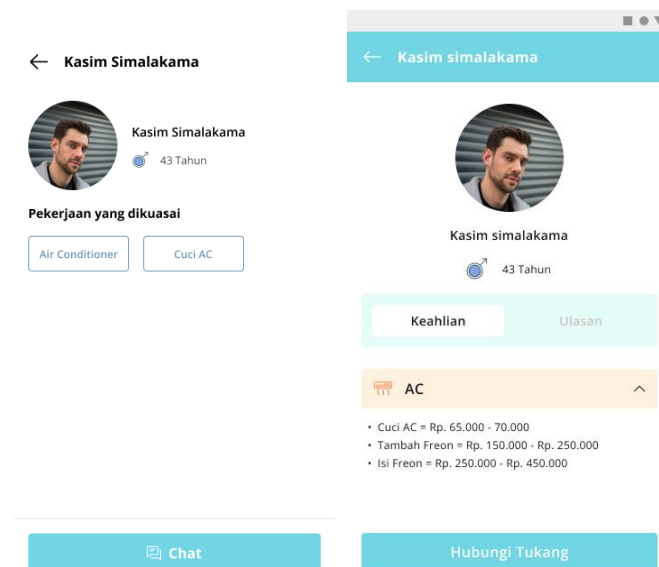 Kasim Simalakama
Kasim Simalakama
43 Tahun
Pekerjaan yang dikuasai
Air Conditioner
Cuci AC
Chat
Kasim simalakama
Kasim simalakama
43 Tahun
Keahlian
Ulasan
AC
• Cuci AC = Rp. 65.000 - 70.000
• Tambah Freon = Rp. 150.000 - Rp. 250.000
• Isi Freon = Rp. 250.000 - Rp. 450.000
Hubungi Tukang